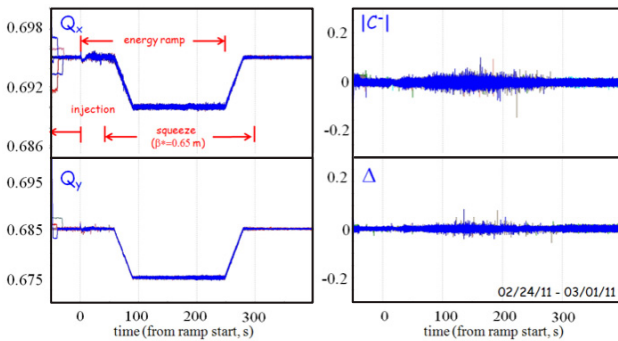 0.698
Q_x
energy ramp
0.692
injection
squeeze
(β*=0.65 m)
0.686
0.695
Q_y
0.685
0.675
0 100 200 300
time (from ramp start, s)
|C⁻|
0.2
0
-0.2
0.2
Δ
0
-0.2
02/24/11 - 03/01/11
0 100 200 300
time (from ramp start, s)